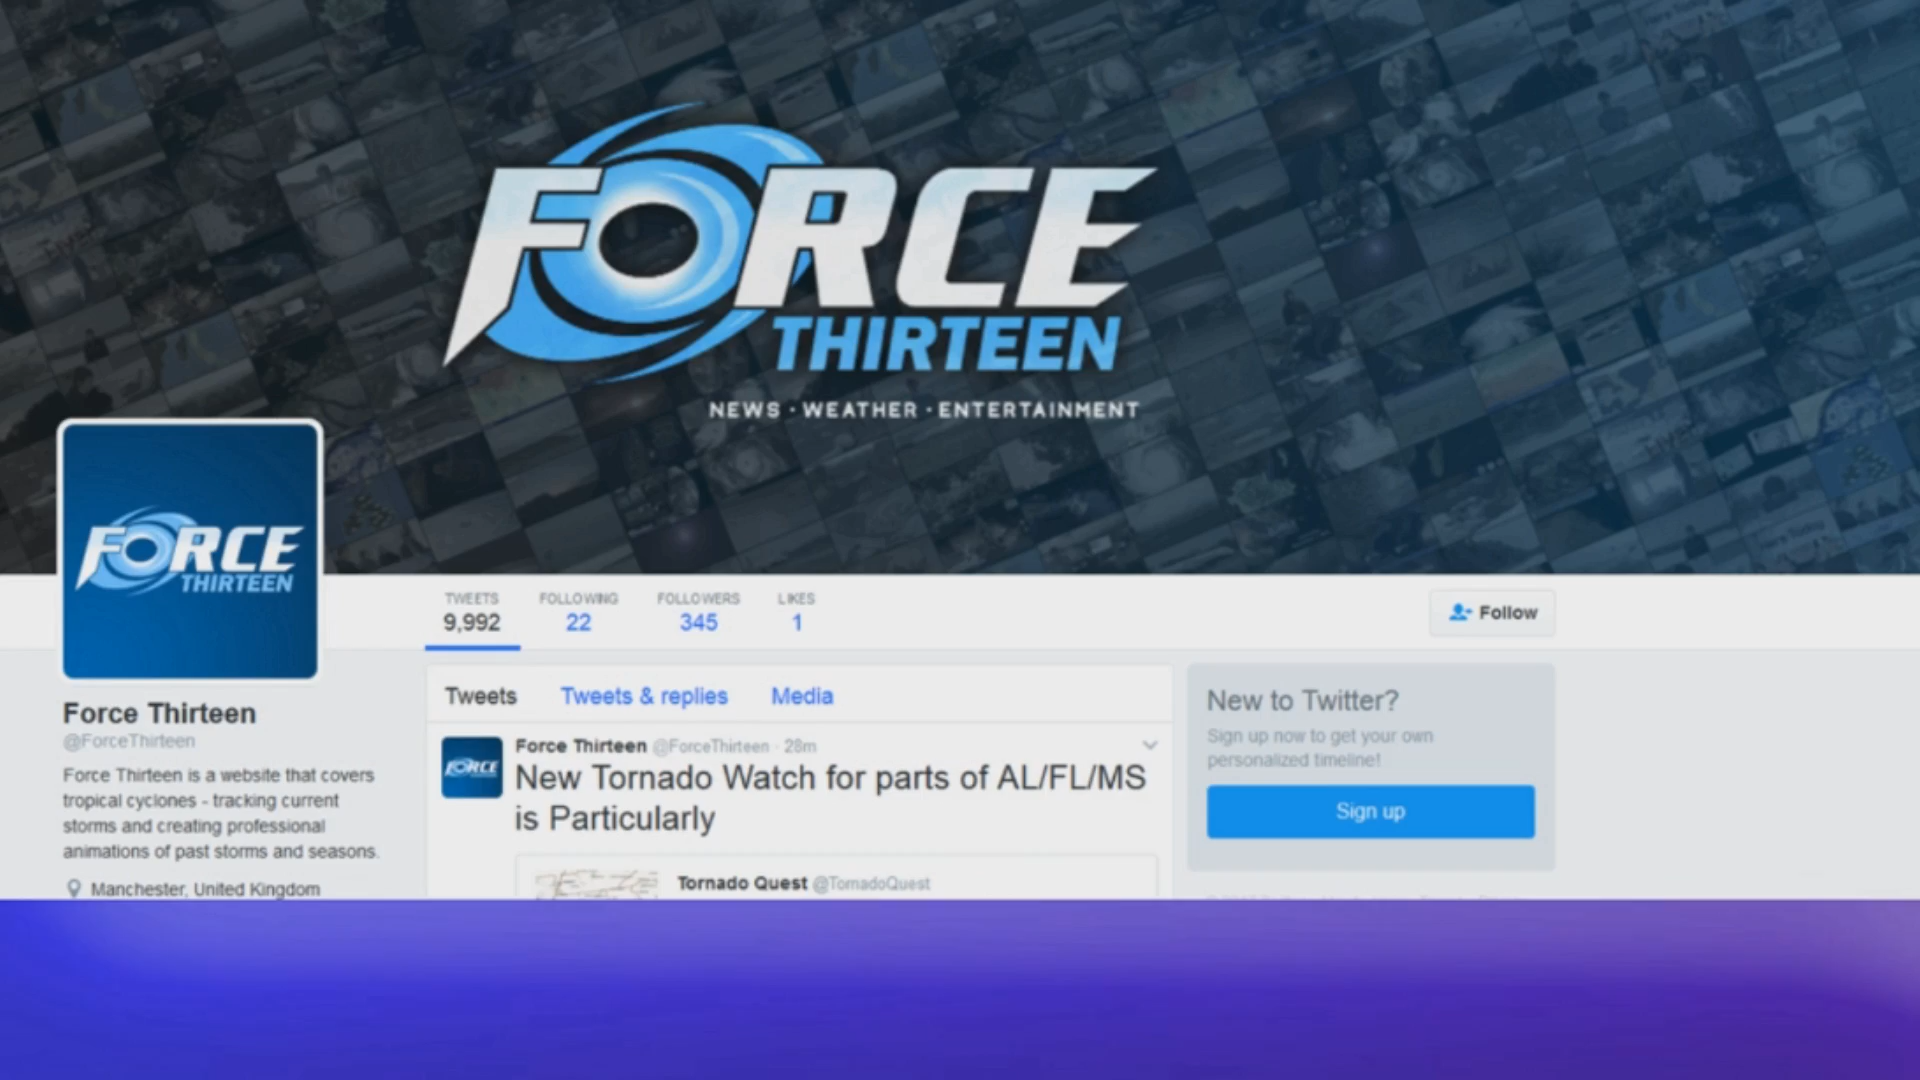 FORCE
THIRTEEN
NEWS · WEATHER · ENTERTAINMENT
FORCE
THIRTEEN
TWEETS
9,992
FOLLOWING
22
FOLLOWERS
345
LIKES
1
Follow
Force Thirteen
@ForceThirteen
Force Thirteen is a website that covers
tropical cyclones - tracking current
storms and creating professional
animations of past storms and seasons.
Manchester, United Kingdom
Tweets
Tweets & replies
Media
FORCE
Force Thirteen @ForceThirteen · 28m
New Tornado Watch for parts of AL/FL/MS
is Particularly
Tornado Quest @TornadoQuest
New to Twitter?
Sign up now to get your own
personalized timeline!
Sign up